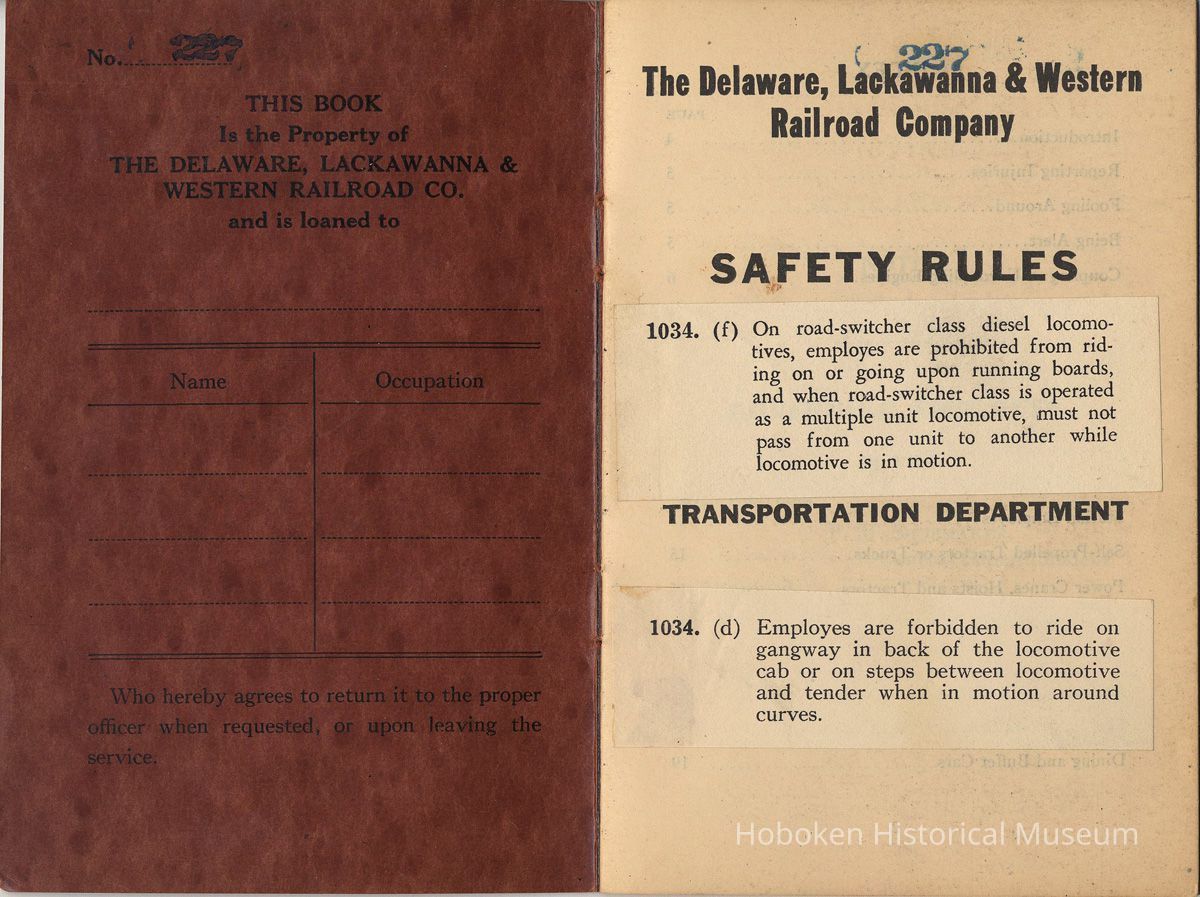 No. 227
THIS BOOK
Is the Property of
THE DELAWARE, LACKAWANNA &
WESTERN RAILROAD CO.
and is loaned to
Name Occupation
Who hereby agrees to return it to the proper
officer when requested, or upon leaving the
service.
227
The Delaware, Lackawanna & Western
Railroad Company
SAFETY RULES
1034. (f) On road-switcher class diesel locomo-
tives, employes are prohibited from rid-
ing on or going upon running boards,
and when road-switcher class is operated
as a multiple unit locomotive, must not
pass from one unit to another while
locomotive is in motion.
TRANSPORTATION DEPARTMENT
1034. (d) Employes are forbidden to ride on
gangway in back of the locomotive
cab or on steps between locomotive
and tender when in motion around
curves.
Hoboken Historical Museum